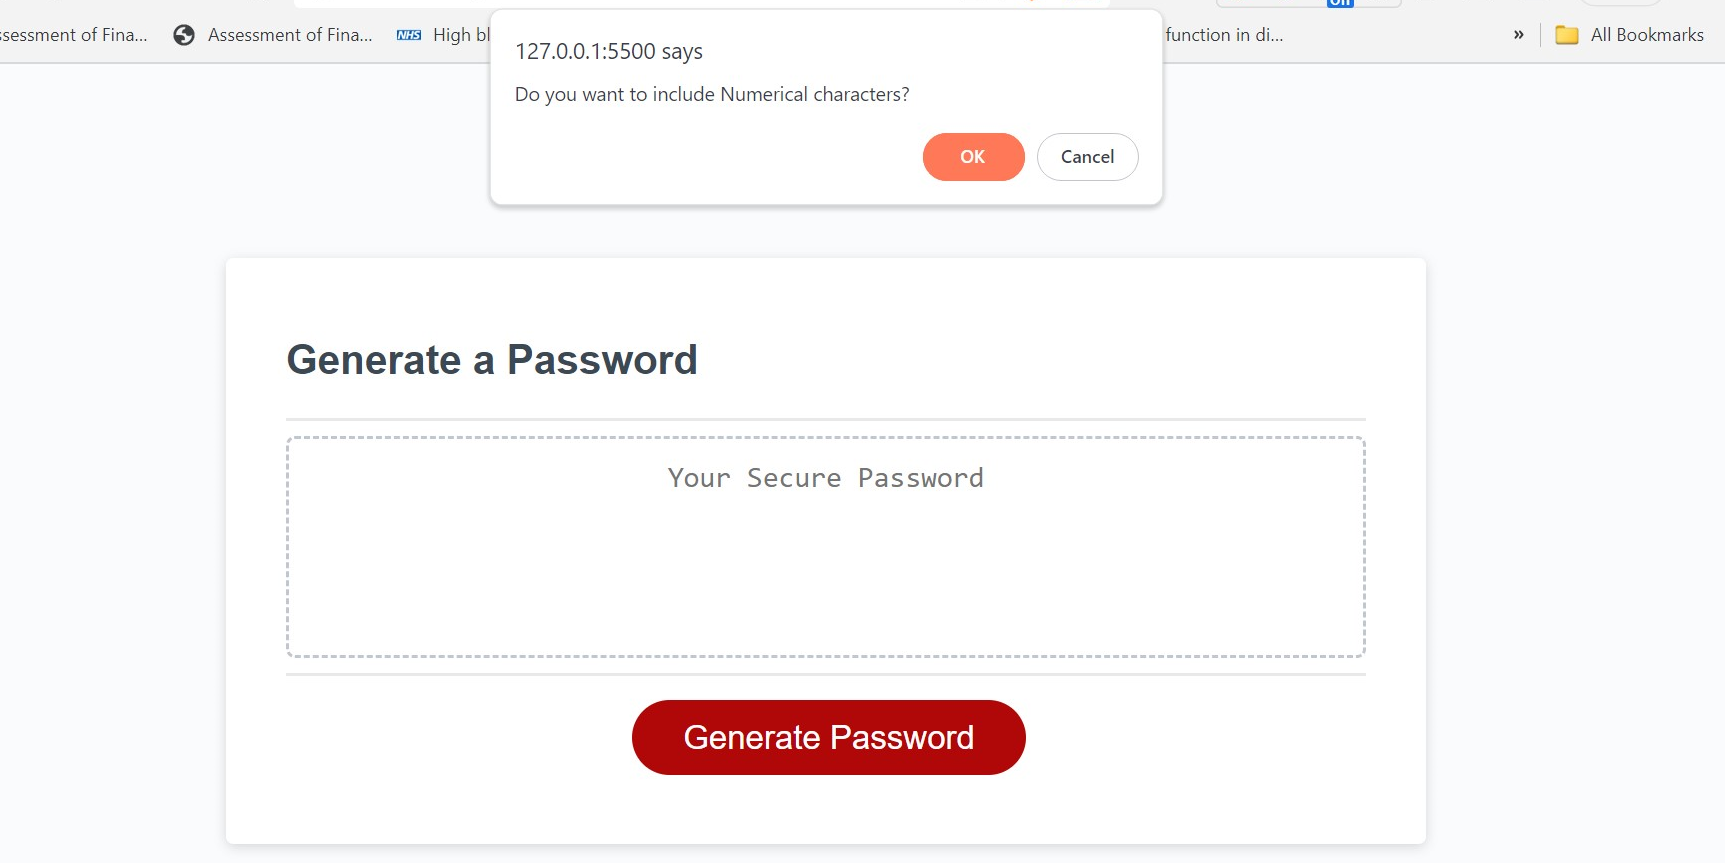 On
ssessment of Fina... Assessment of Fina... NHS High bl function in di... » All Bookmarks
127.0.0.1:5500 says
Do you want to include Numerical characters?
OK Cancel
Generate a Password
Your Secure Password
Generate Password